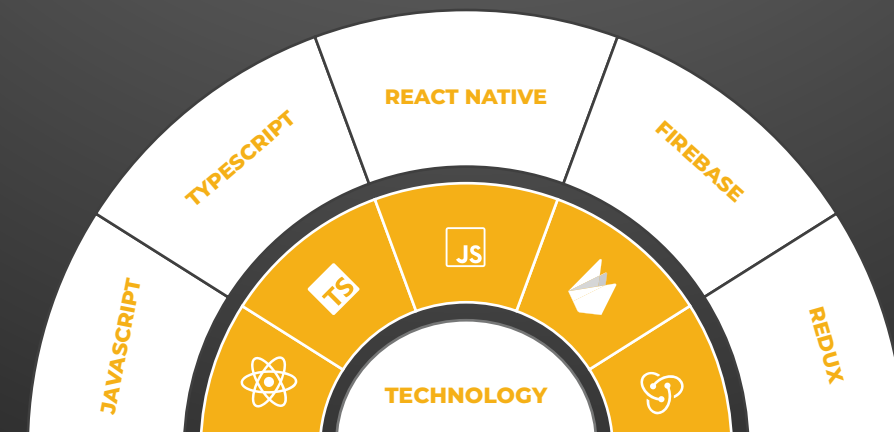 REACT NATIVE
TYPESCRIPT
FIREBASE
JAVASCRIPT
REDUX
TS
JS
TECHNOLOGY